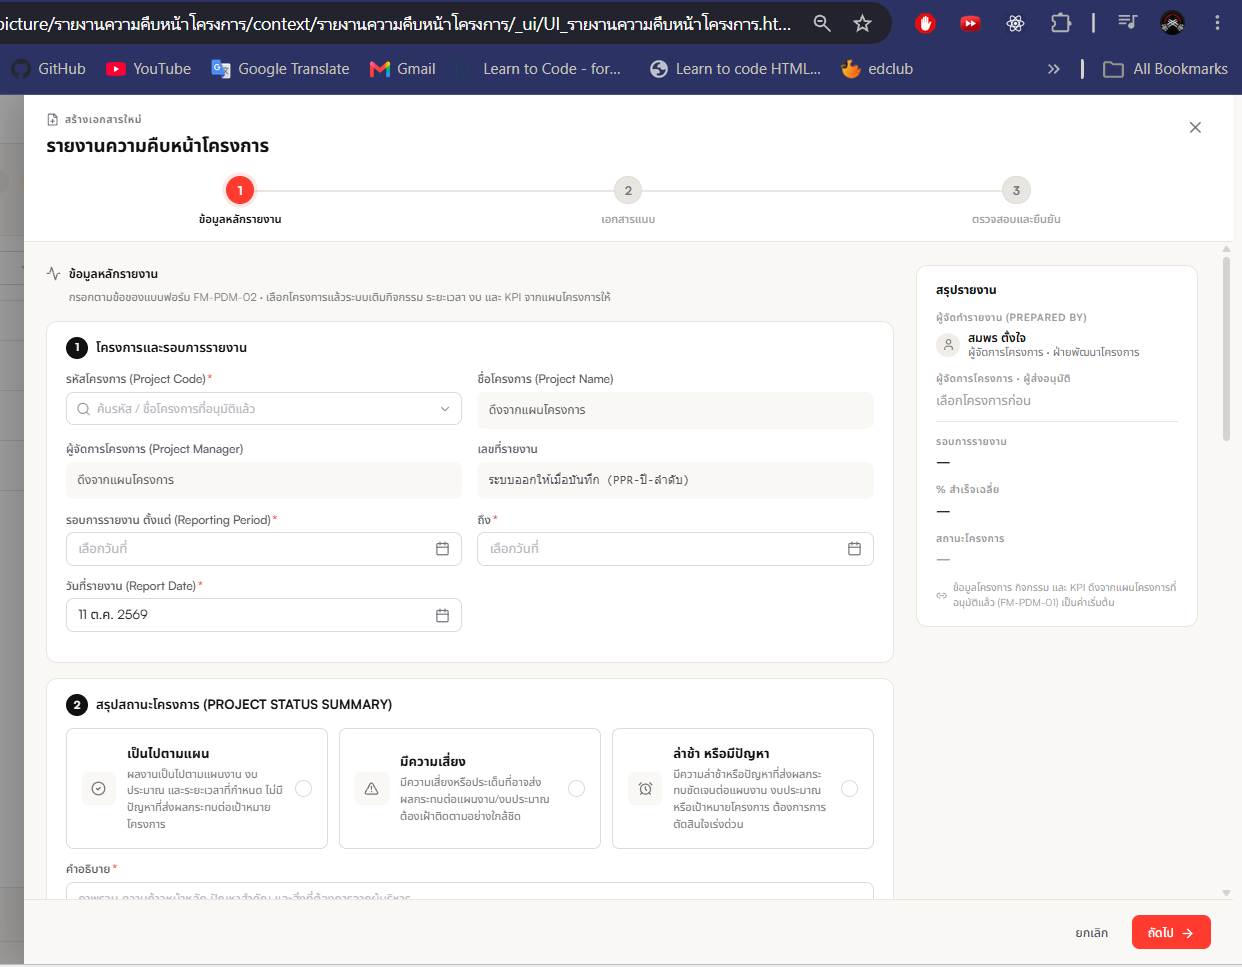 picture/รายงานความคืบหน้าโครงการ/context/รายงานความคืบหน้าโครงการ/_ui/UI_รายงานความคืบหน้าโครงการ.ht...
GitHub
YouTube
Google Translate
Gmail
Learn to Code - for...
Learn to code HTML...
edclub
All Bookmarks
สร้างเอกสารใหม่
รายงานความคืบหน้าโครงการ
1
ข้อมูลหลักรายงาน
2
เอกสารแนบ
3
ตรวจสอบและยืนยัน
ข้อมูลหลักรายงาน
กรอกตามข้อของแบบฟอร์ม FM-PDM-02 • เลือกโครงการแล้วระบบเติมกิจกรรม ระยะเวลา งบ และ KPI จากแผนโครงการให้
1 โครงการและรอบการรายงาน
รหัสโครงการ (Project Code)*
ค้นรหัส / ชื่อโครงการที่อนุมัติแล้ว
ชื่อโครงการ (Project Name)
ดึงจากแผนโครงการ
ผู้จัดการโครงการ (Project Manager)
ดึงจากแผนโครงการ
เลขที่รายงาน
ระบบออกให้เมื่อบันทึก (PPR-ปี-ลำดับ)
รอบการรายงาน ตั้งแต่ (Reporting Period)*
เลือกวันที่
ถึง*
เลือกวันที่
วันที่รายงาน (Report Date)*
11 ต.ค. 2569
2 สรุปสถานะโครงการ (PROJECT STATUS SUMMARY)
เป็นไปตามแผน
ผลงานเป็นไปตามแผนงาน งบ
ประมาณ และระยะเวลาที่กำหนด ไม่มี
ปัญหาที่ส่งผลกระทบต่อเป้าหมาย
โครงการ
มีความเสี่ยง
มีความเสี่ยงหรือประเด็นที่อาจส่ง
ผลกระทบต่อแผนงาน/งบประมาณ
ต้องเฝ้าติดตามอย่างใกล้ชิด
ล่าช้า หรือมีปัญหา
มีความล่าช้าหรือปัญหาที่ส่งผลกระ
ทบชัดเจนต่อแผนงาน งบประมาณ
หรือเป้าหมายโครงการ ต้องการการ
ตัดสินใจเร่งด่วน
คำอธิบาย*
ภาพรวม ความก้าวหน้าหลัก ปัญหาสำคัญ และสิ่งที่ต้องการจากผู้บริหาร
สรุปรายงาน
ผู้จัดทำรายงาน (PREPARED BY)
สมพร ตั้งใจ
ผู้จัดการโครงการ • ฝ่ายพัฒนาโครงการ
ผู้จัดการโครงการ • ผู้ส่งอนุมัติ
เลือกโครงการก่อน
รอบการรายงาน
—
% สำเร็จเฉลี่ย
—
สถานะโครงการ
—
ข้อมูลโครงการ กิจกรรม และ KPI ดึงจากแผนโครงการที่
อนุมัติแล้ว (FM-PDM-01) เป็นค่าเริ่มต้น
ยกเลิก
ถัดไป